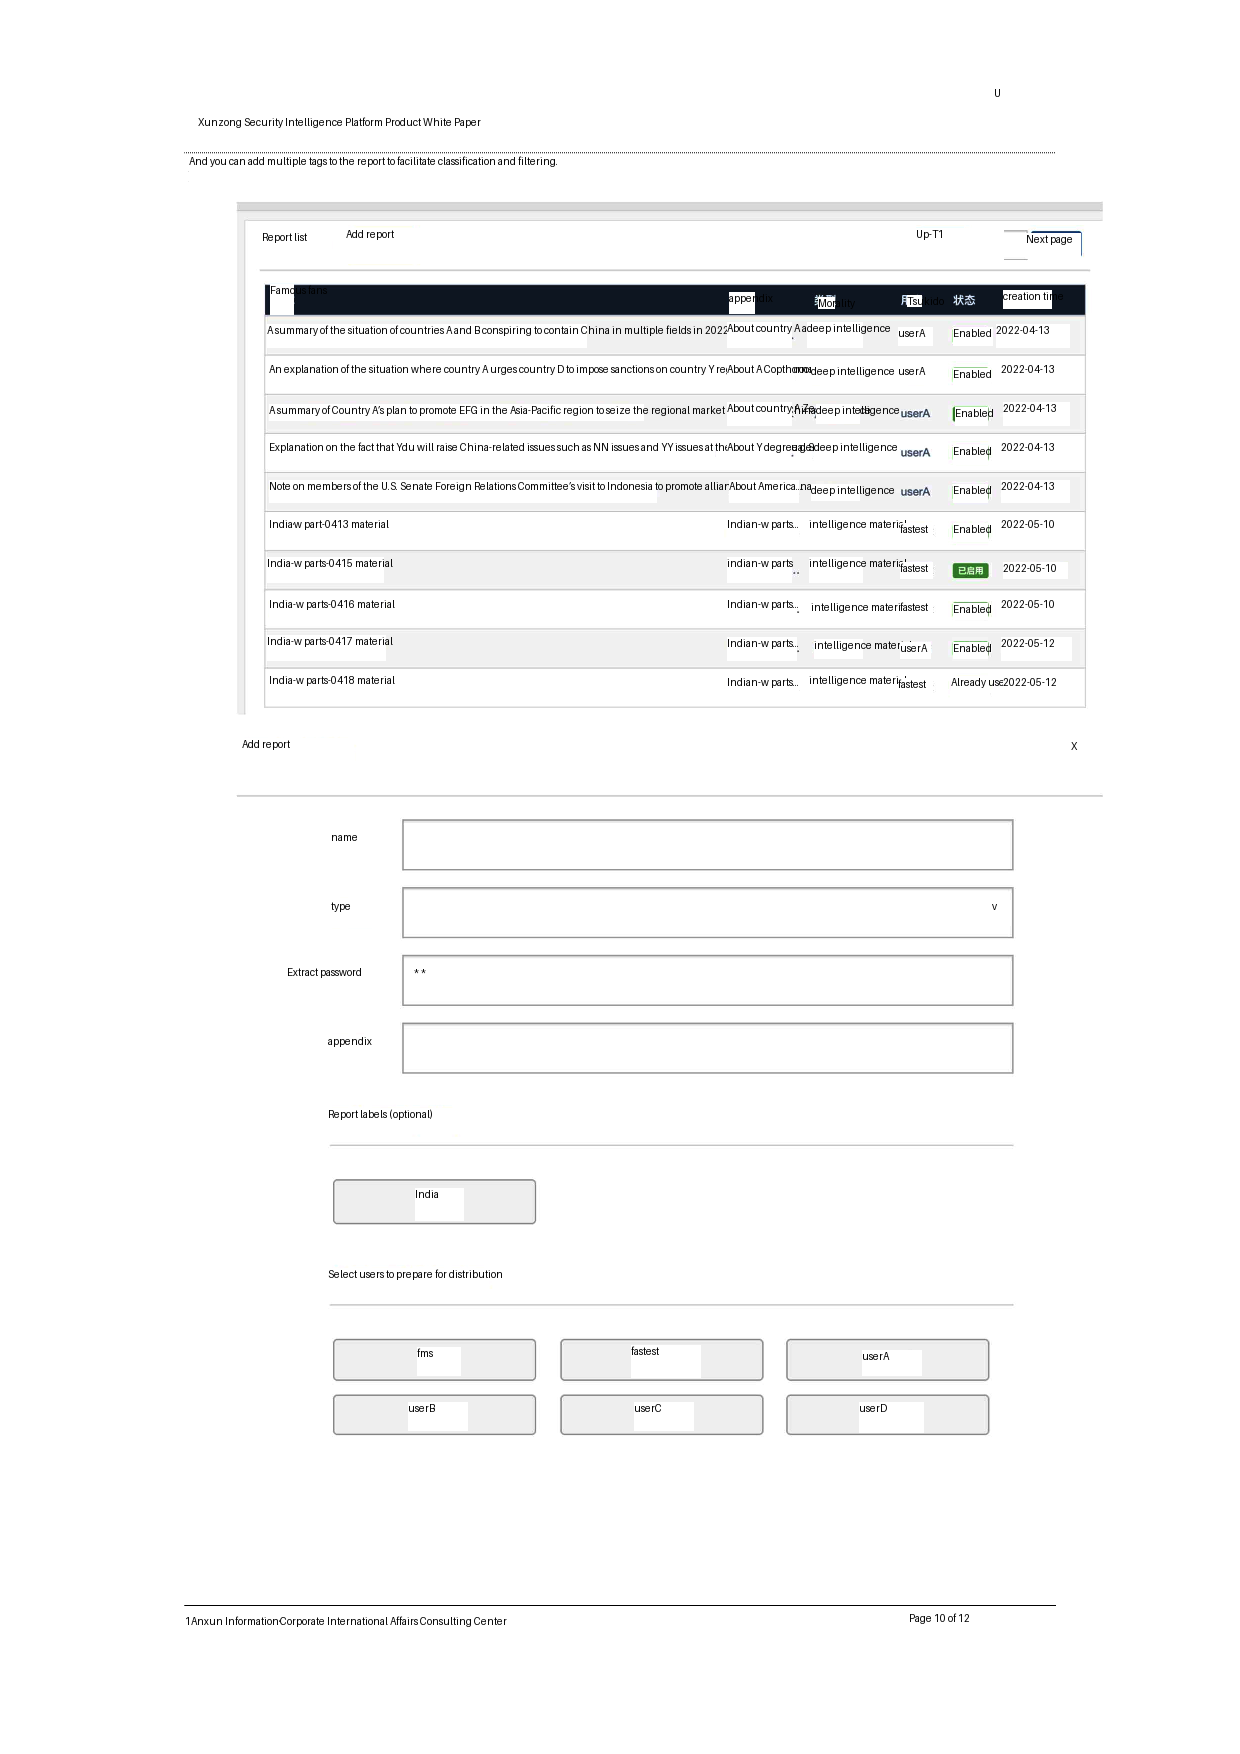 U
Xunzong Security Intelligence Platform Product White Paper
And you can add multiple tags to the report to facilitate classification and filtering.
Report list Add report Up-T1 Next page
Famous fans appendix Morality 状态 creation time
A summary of the situation of countries A and B conspiring to contain China in multiple fields in 2022 About country A deep intelligence userA Enabled 2022-04-13
An explanation of the situation where country A urges country D to impose sanctions on country Y re About A deep intelligence userA Enabled 2022-04-13
A summary of Country A's plan to promote EFG in the Asia-Pacific region to seize the regional market About country A deep intelligence userA Enabled 2022-04-13
Explanation on the fact that Ydu will raise China-related issues such as NN issues and YY issues at the About Y degree deep intelligence userA Enabled 2022-04-13
Note on members of the U.S. Senate Foreign Relations Committee's visit to Indonesia to promote allian About America... deep intelligence userA Enabled 2022-04-13
India-w part-0413 material Indian-w parts... intelligence material fastest Enabled 2022-05-10
India-w parts-0415 material indian-w parts .. intelligence material fastest 已启用 2022-05-10
India-w parts-0416 material Indian-w parts... intelligence materi fastest Enabled 2022-05-10
India-w parts-0417 material Indian-w parts... intelligence mater userA Enabled 2022-05-12
India-w parts-0418 material Indian-w parts... intelligence materi fastest Already use 2022-05-12
Add report X
name
type v
Extract password **
appendix
Report labels (optional)
India
Select users to prepare for distribution
fms fastest userA
userB userC userD
1Anxun Information·Corporate International Affairs Consulting Center Page 10 of 12